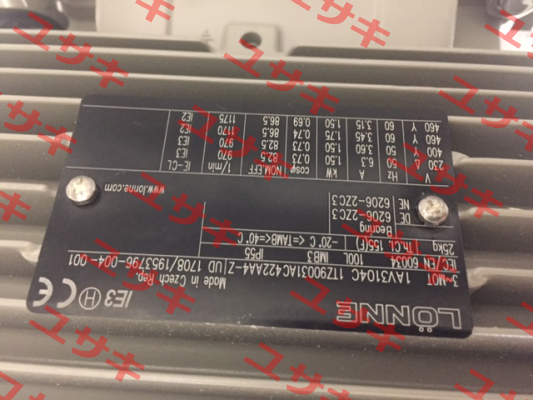 LÖNNE
CE
IE3 H
3~MOT 1AV3104C 1TZ90031AC422AA4-Z|UD 1708/1953796-004-001
IEC/EN 60034 100L IMB3 IP55 Made in Czech Rep.
25kg Th.Cl. 155(F) -20°C <=TAMB<=40°C
Bearing
DE 6206-2ZC3
NE 6206-2ZC3
www.lonne.com
V Hz A kW cosφ NOM.EFF 1/min IE-CL
230 Δ 50 6.3 1.50 0.73 82.5 970 IE3
400 Y 50 3.60 1.50 0.73 82.5 970 IE3
460 Y 60 3.45 1.75 0.74 86.5 1170 IE2
460 Y 60 3.15 1.50 0.69 86.5 1175 IE2
ユサキ